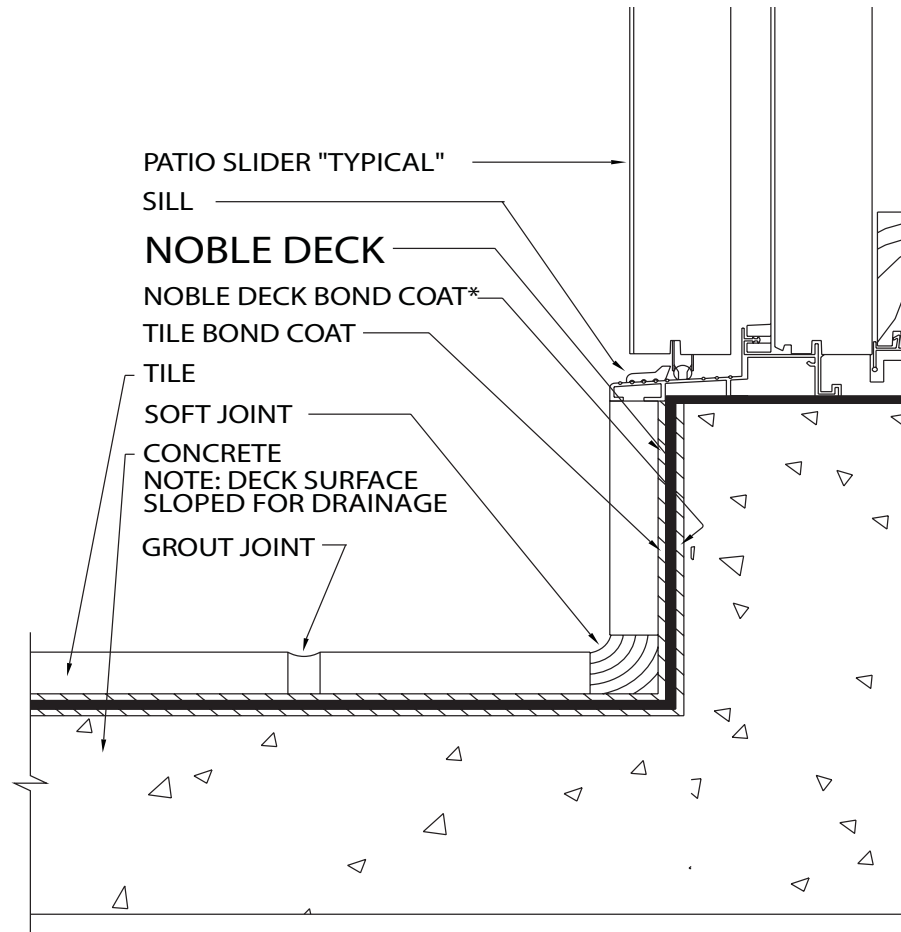 PATIO SLIDER "TYPICAL"
SILL
NOBLE DECK
NOBLE DECK BOND COAT*
TILE BOND COAT
TILE
SOFT JOINT
CONCRETE
NOTE: DECK SURFACE
SLOPED FOR DRAINAGE
GROUT JOINT